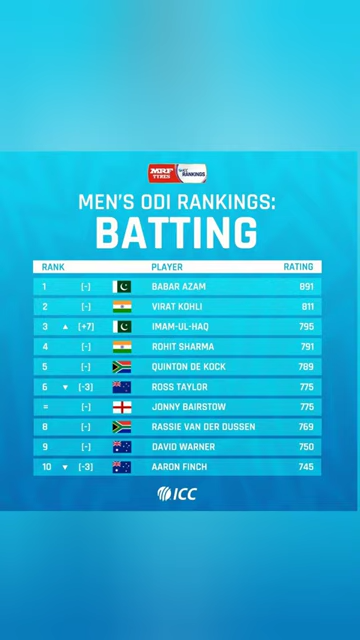 MRF TYRES ICC RANKINGS
MEN'S ODI RANKINGS:
BATTING
RANK PLAYER RATING
1 [-] BABAR AZAM 891
2 [-] VIRAT KOHLI 811
3 ▲ [+7] IMAM-UL-HAQ 795
4 [-] ROHIT SHARMA 791
5 [-] QUINTON DE KOCK 789
6 ▼ [-3] ROSS TAYLOR 775
= [-] JONNY BAIRSTOW 775
8 [-] RASSIE VAN DER DUSSEN 769
9 [-] DAVID WARNER 750
10 ▼ [-3] AARON FINCH 745
ICC